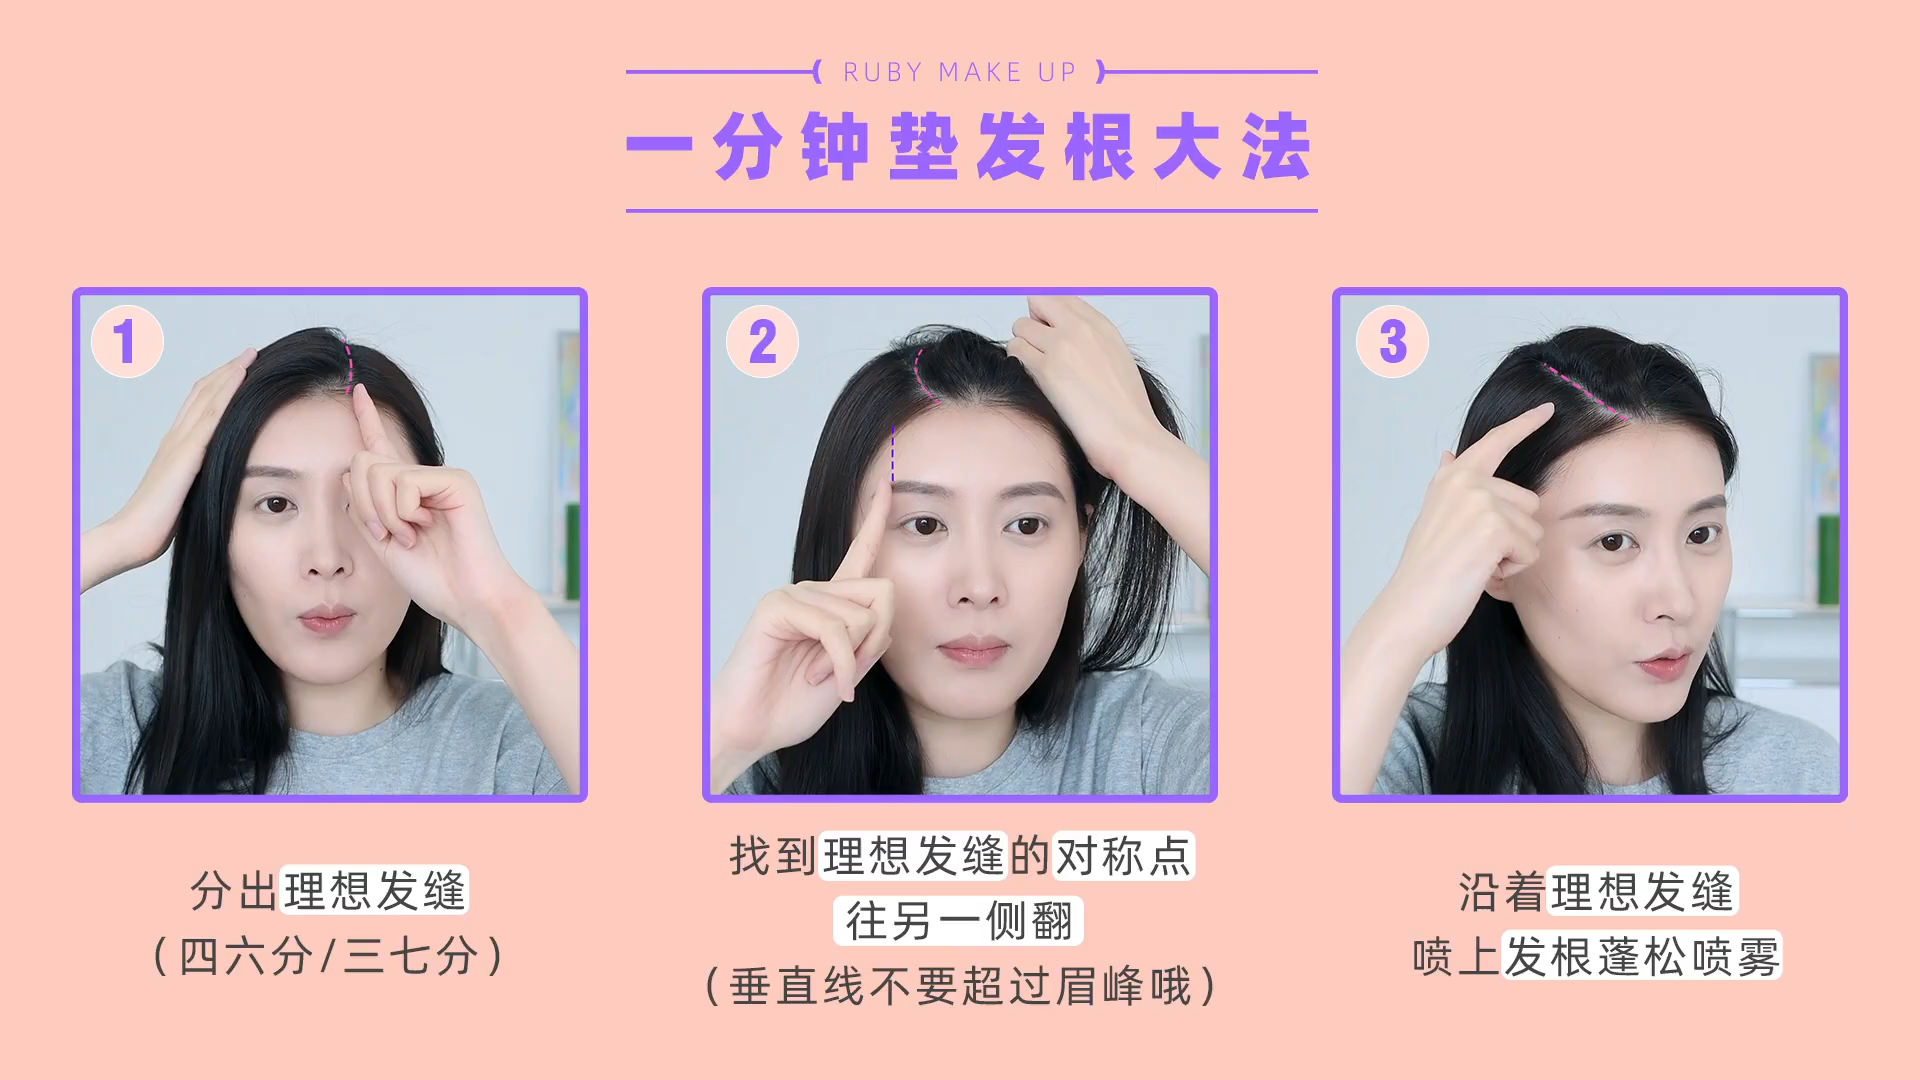 RUBY MAKE UP
一分钟垫发根大法
1
分出理想发缝
（四六分/三七分）
2
找到理想发缝的对称点
往另一侧翻
（垂直线不要超过眉峰哦）
3
沿着理想发缝
喷上发根蓬松喷雾